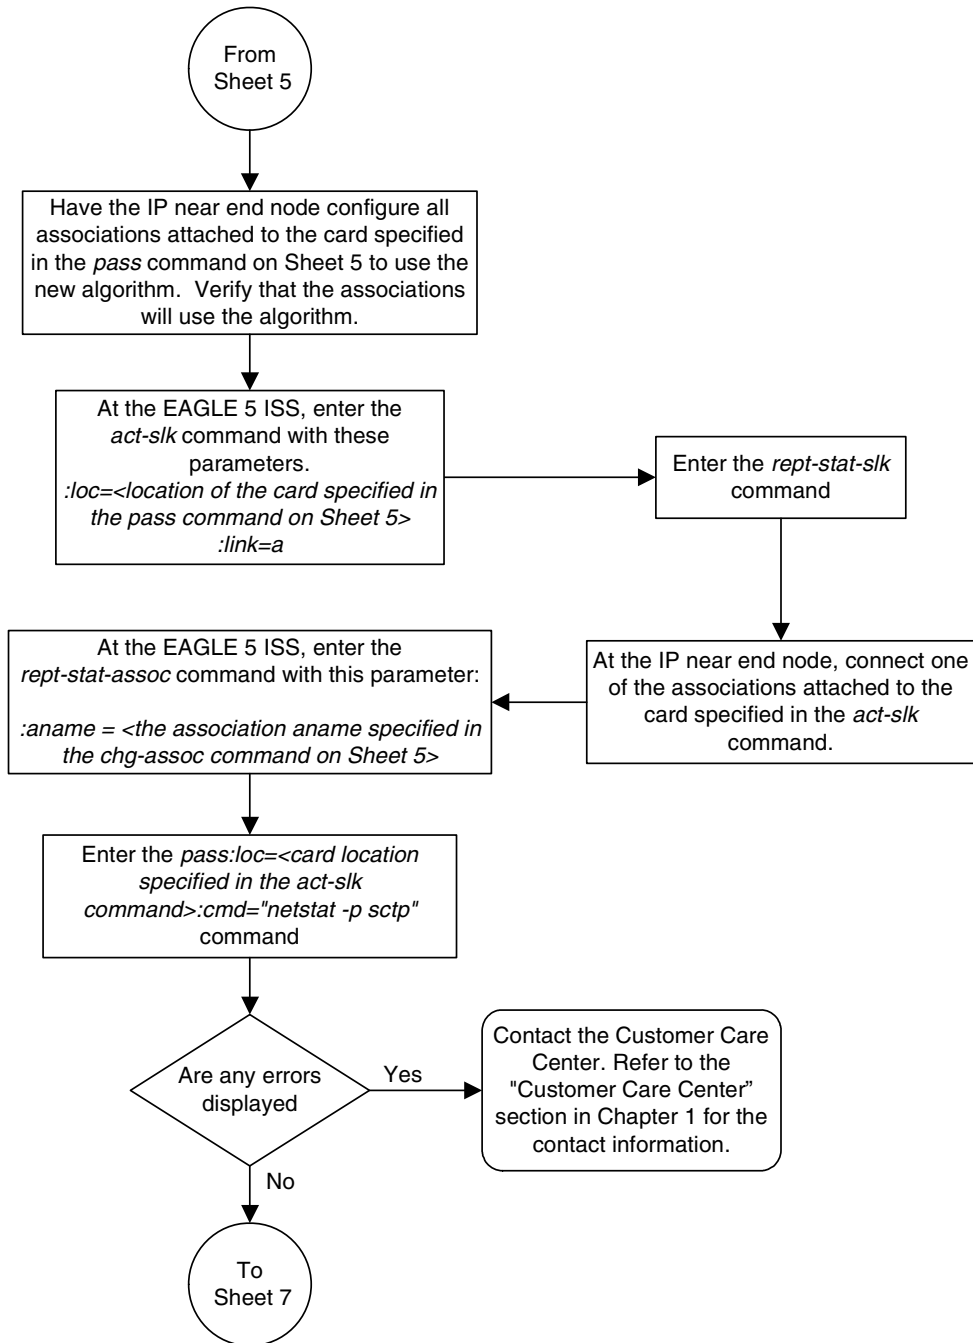 From
Sheet 5
Have the IP near end node configure all
associations attached to the card specified
in the pass command on Sheet 5 to use the
new algorithm.  Verify that the associations
will use the algorithm.
At the EAGLE 5 ISS, enter the
act-slk command with these
parameters.
:loc=<location of the card specified in
the pass command on Sheet 5>
:link=a
Enter the rept-stat-slk
command
At the IP near end node, connect one
of the associations attached to the
card specified in the act-slk
command.
At the EAGLE 5 ISS, enter the
rept-stat-assoc command with this parameter:
:aname = <the association aname specified in
the chg-assoc command on Sheet 5>
Enter the pass:loc=<card location
specified in the act-slk
command>:cmd="netstat -p sctp"
command
Are any errors
displayed
Yes
Contact the Customer Care
Center. Refer to the
"Customer Care Center”
section in Chapter 1 for the
contact information.
No
To
Sheet 7